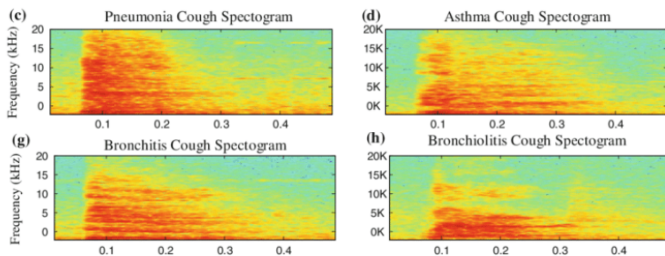 (c) Pneumonia Cough Spectogram
Frequency (kHz)
20
15
10
5
0
0.1 0.2 0.3 0.4
(d) Asthma Cough Spectogram
20K
15K
10K
5K
0K
0.1 0.2 0.3 0.4
(g) Bronchitis Cough Spectogram
Frequency (kHz)
20
15
10
5
0
0.1 0.2 0.3 0.4
(h) Bronchiolitis Cough Spectogram
20K
15K
10K
5K
0K
0.1 0.2 0.3 0.4